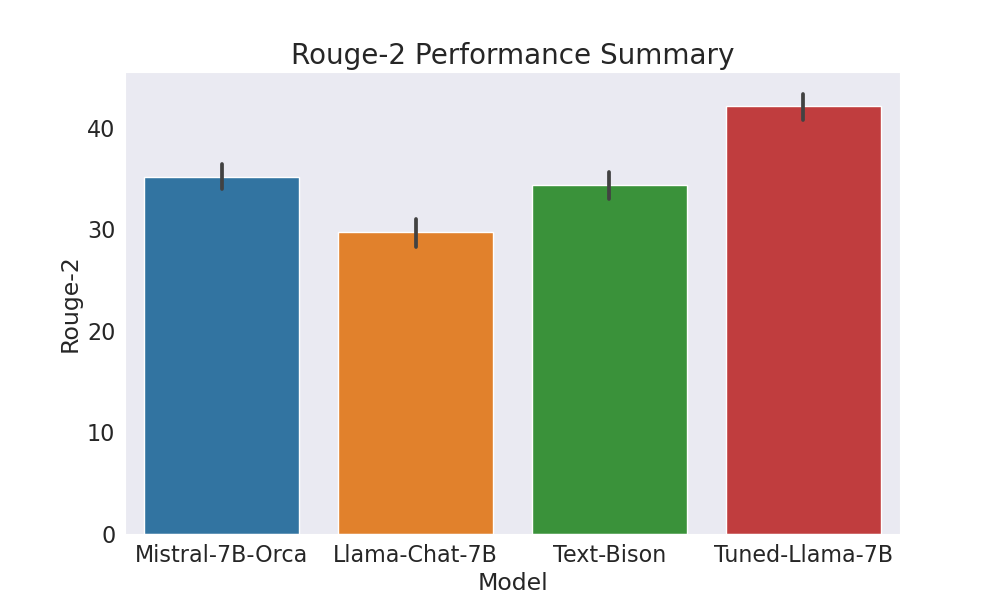 Rouge-2 Performance Summary
40
30
20
10
0
Rouge-2
Mistral-7B-Orca
Llama-Chat-7B
Text-Bison
Tuned-Llama-7B
Model